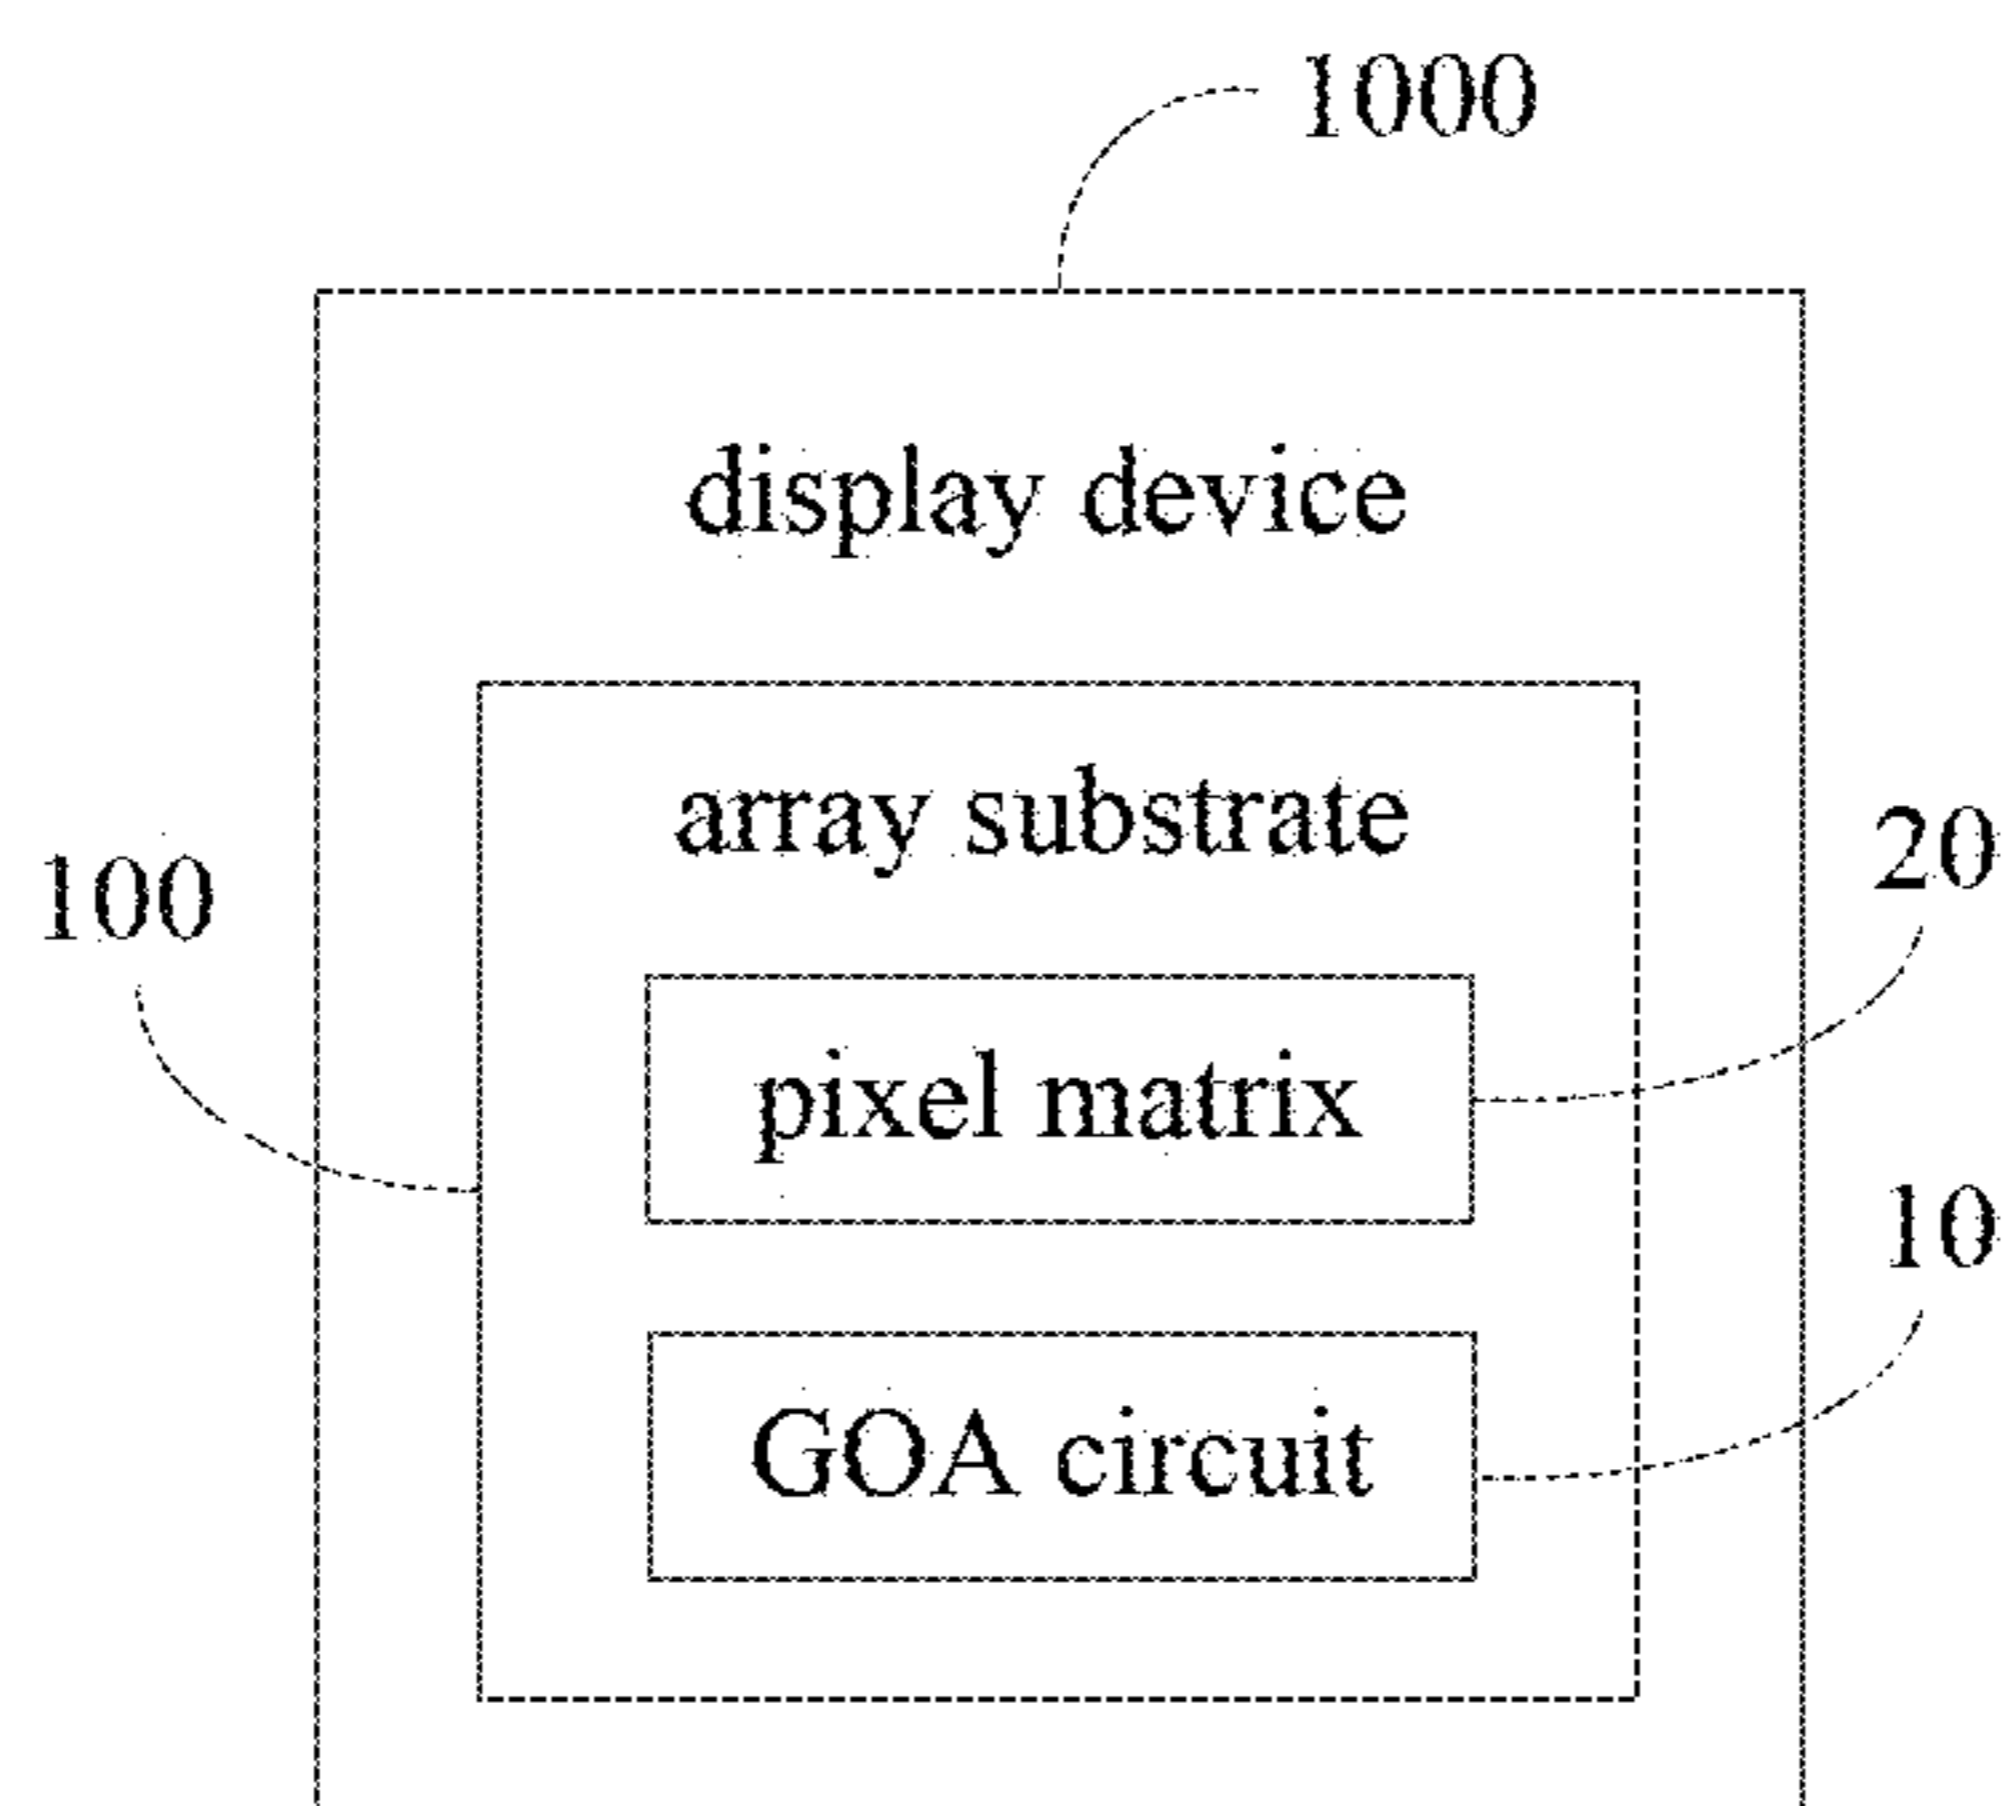 1000
display device
array substrate
20
100
pixel matrix
10
GOA circuit